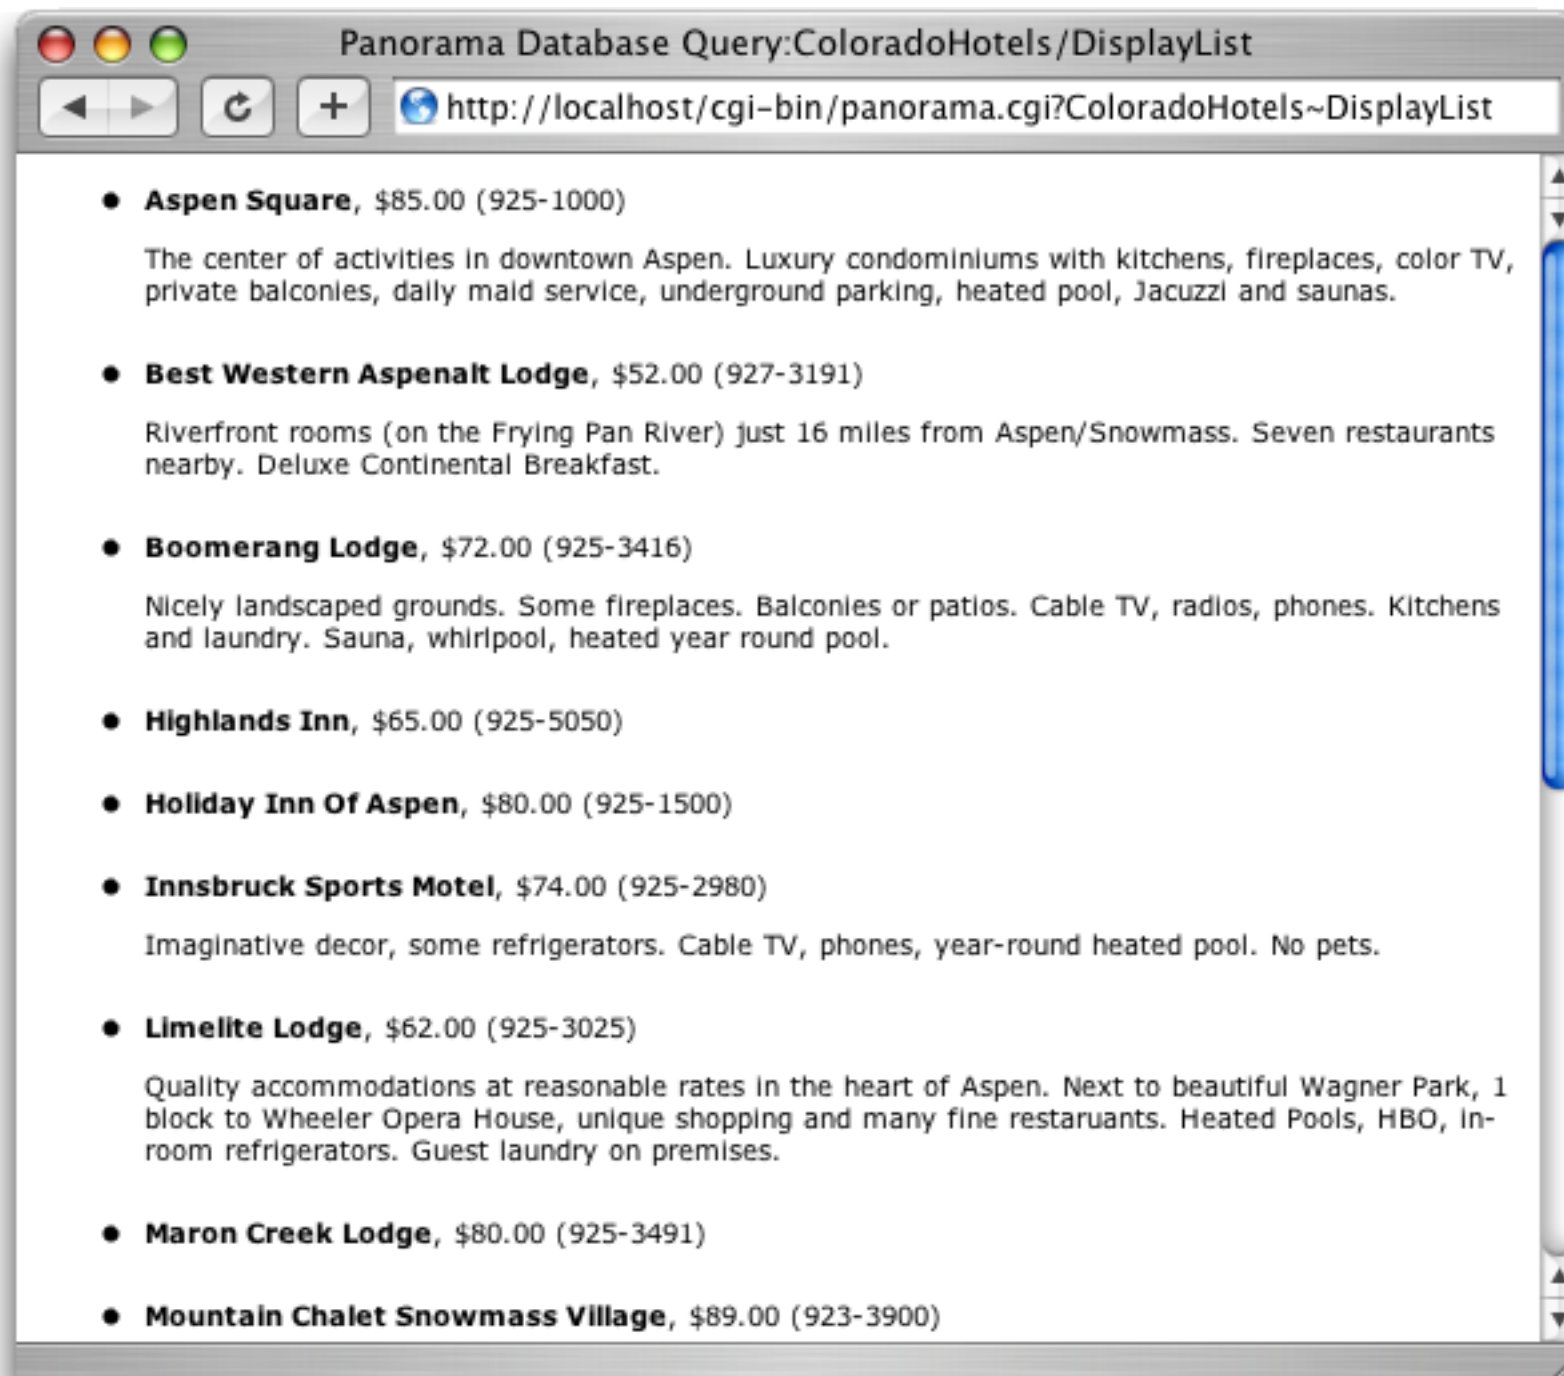 Panorama Database Query:ColoradoHotels/DisplayList
http://localhost/cgi-bin/panorama.cgi?ColoradoHotels~DisplayList
• Aspen Square, $85.00 (925-1000)
The center of activities in downtown Aspen. Luxury condominiums with kitchens, fireplaces, color TV,
private balconies, daily maid service, underground parking, heated pool, Jacuzzi and saunas.
• Best Western Aspenalt Lodge, $52.00 (927-3191)
Riverfront rooms (on the Frying Pan River) just 16 miles from Aspen/Snowmass. Seven restaurants
nearby. Deluxe Continental Breakfast.
• Boomerang Lodge, $72.00 (925-3416)
Nicely landscaped grounds. Some fireplaces. Balconies or patios. Cable TV, radios, phones. Kitchens
and laundry. Sauna, whirlpool, heated year round pool.
• Highlands Inn, $65.00 (925-5050)
• Holiday Inn Of Aspen, $80.00 (925-1500)
• Innsbruck Sports Motel, $74.00 (925-2980)
Imaginative decor, some refrigerators. Cable TV, phones, year-round heated pool. No pets.
• Limelite Lodge, $62.00 (925-3025)
Quality accommodations at reasonable rates in the heart of Aspen. Next to beautiful Wagner Park, 1
block to Wheeler Opera House, unique shopping and many fine restaruants. Heated Pools, HBO, in-
room refrigerators. Guest laundry on premises.
• Maron Creek Lodge, $80.00 (925-3491)
• Mountain Chalet Snowmass Village, $89.00 (923-3900)